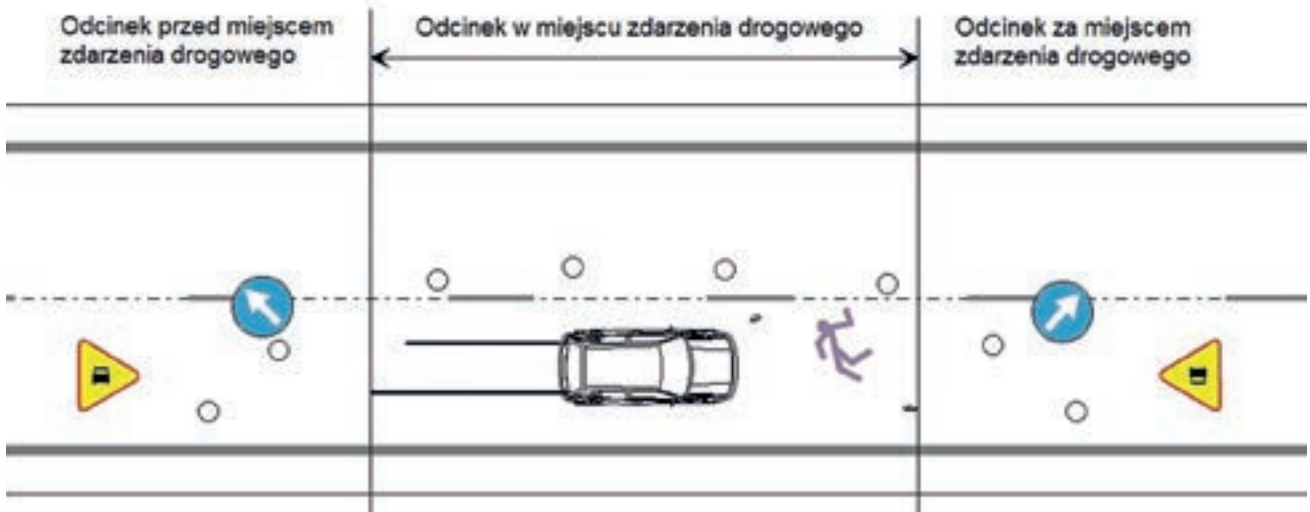 Odcinek przed miejscem
zdarzenia drogowego
Odcinek w miejscu zdarzenia drogowego
Odcinek za miejscem
zdarzenia drogowego